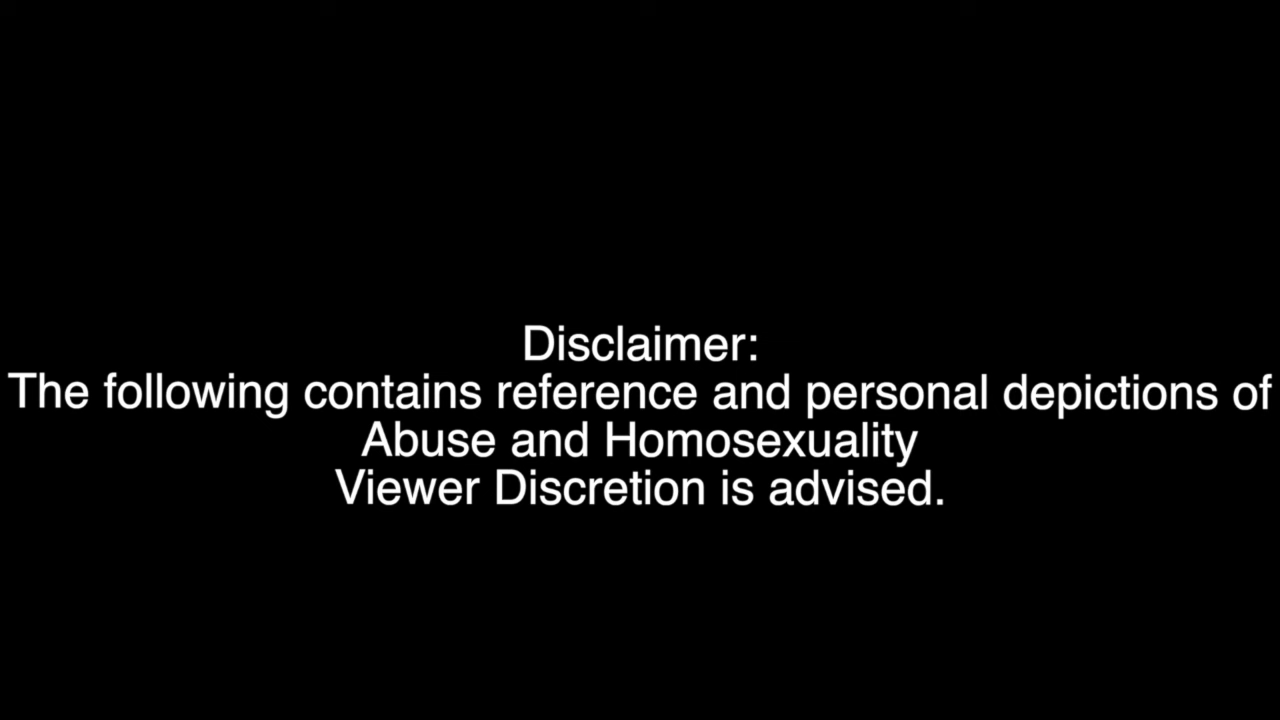 Disclaimer:
The following contains reference and personal depictions of
Abuse and Homosexuality
Viewer Discretion is advised.